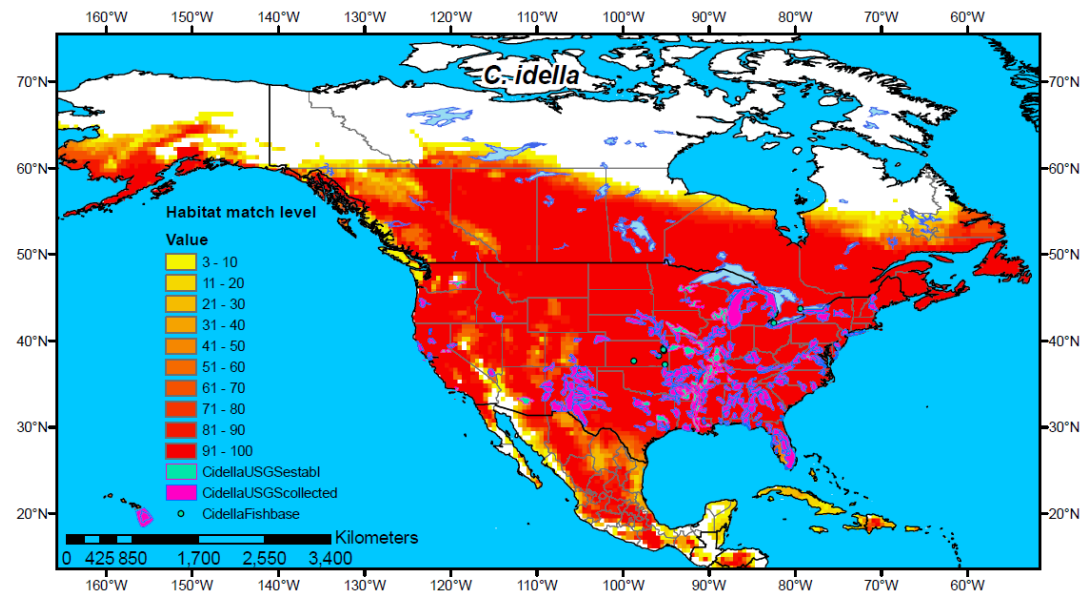 160°W 150°W 140°W 130°W 120°W 110°W 100°W 90°W 80°W 70°W 60°W
C. idella
70°N 70°N
60°N 60°N
Habitat match level
Value
50°N 50°N
3 - 10
11 - 20
21 - 30
31 - 40
40°N 40°N
41 - 50
51 - 60
61 - 70
71 - 80
30°N 30°N
81 - 90
91 - 100
CidellaUSGSestabl
CidellaUSGScollected
20°N 20°N
CidellaFishbase
Kilometers
0 425 850 1,700 2,550 3,400
160°W 150°W 140°W 130°W 120°W 110°W 100°W 90°W 80°W 70°W 60°W